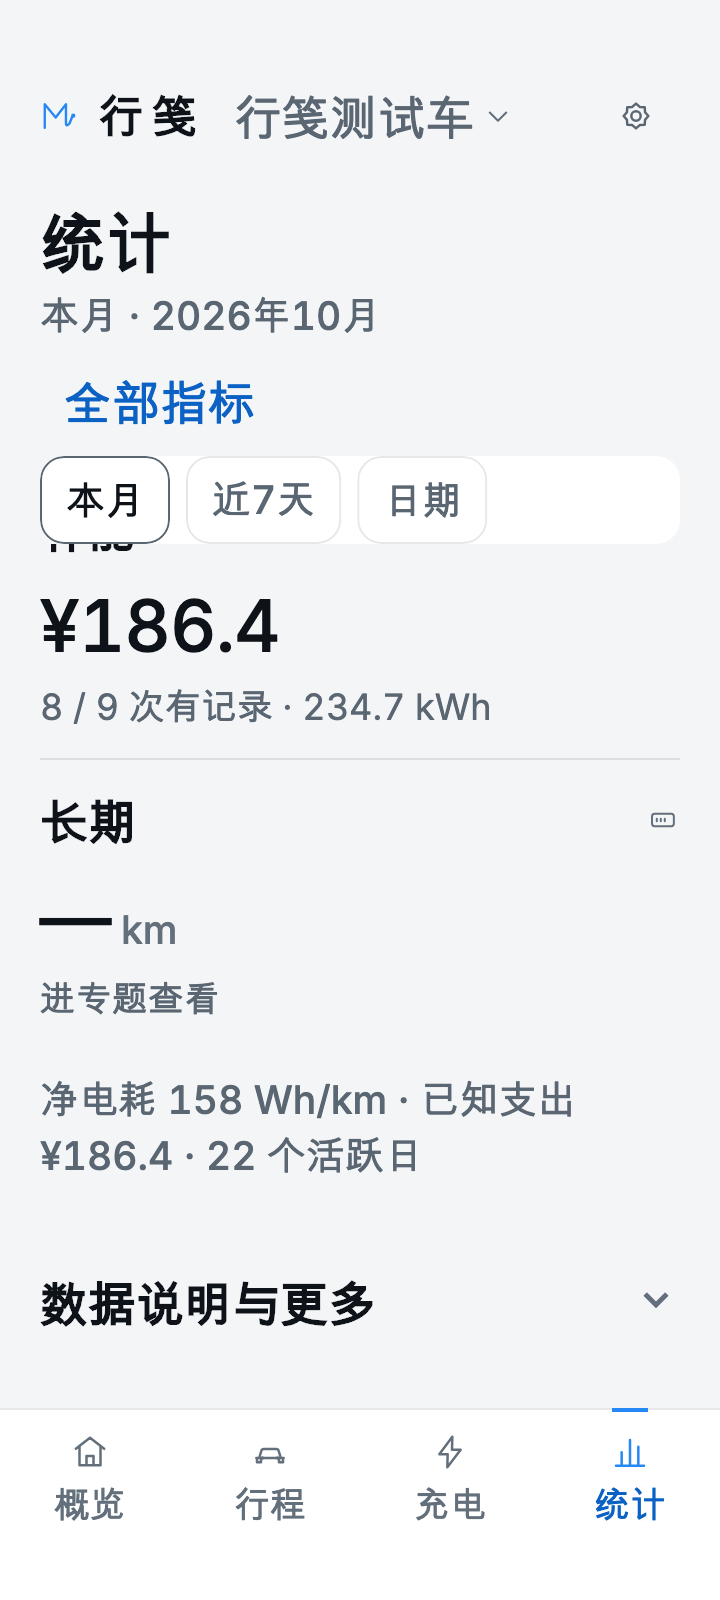 行笺 行笺测试车
统计
本月 · 2026年10月
全部指标
本月 近7天 日期
¥186.4
8 / 9 次有记录 · 234.7 kWh
长期
— km
进专题查看
净电耗 158 Wh/km · 已知支出
¥186.4 · 22 个活跃日
数据说明与更多
概览 行程 充电 统计